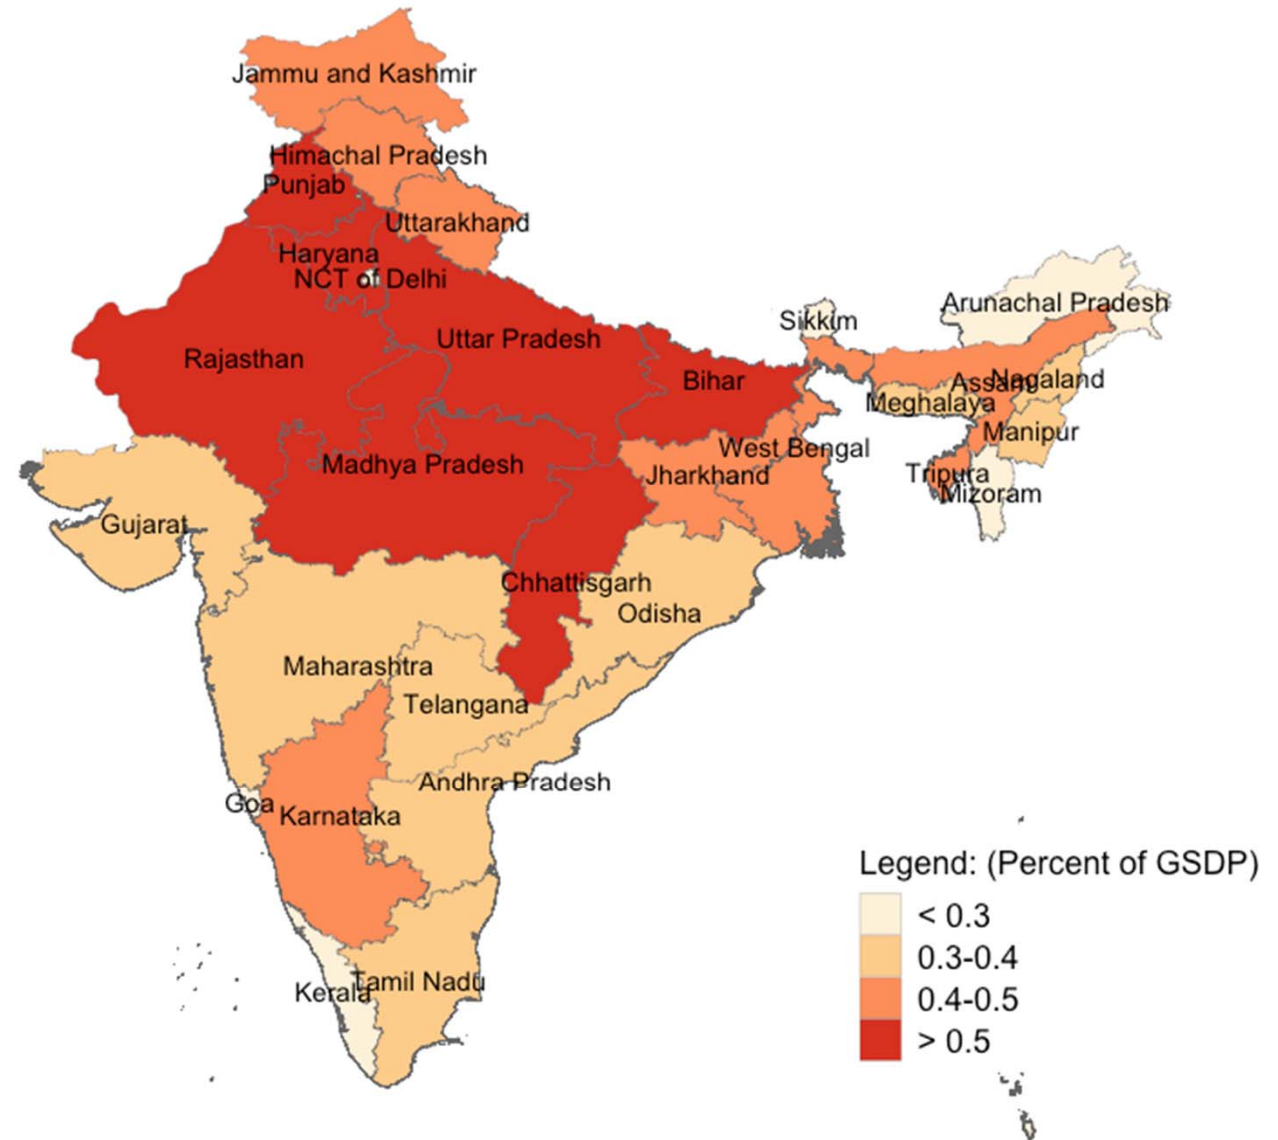 Jammu and Kashmir
Himachal Pradesh
Punjab
Uttarakhand
Haryana
NCT of Delhi
Arunachal Pradesh
Sikkim
Uttar Pradesh
Rajasthan
Bihar
Assam
Nagaland
Meghalaya
Manipur
West Bengal
Madhya Pradesh
Jharkhand
Tripura
Mizoram
Gujarat
Chhattisgarh
Odisha
Maharashtra
Telangana
Andhra Pradesh
Goa
Karnataka
Tamil Nadu
Kerala
Legend: (Percent of GSDP)
< 0.3
0.3-0.4
0.4-0.5
> 0.5